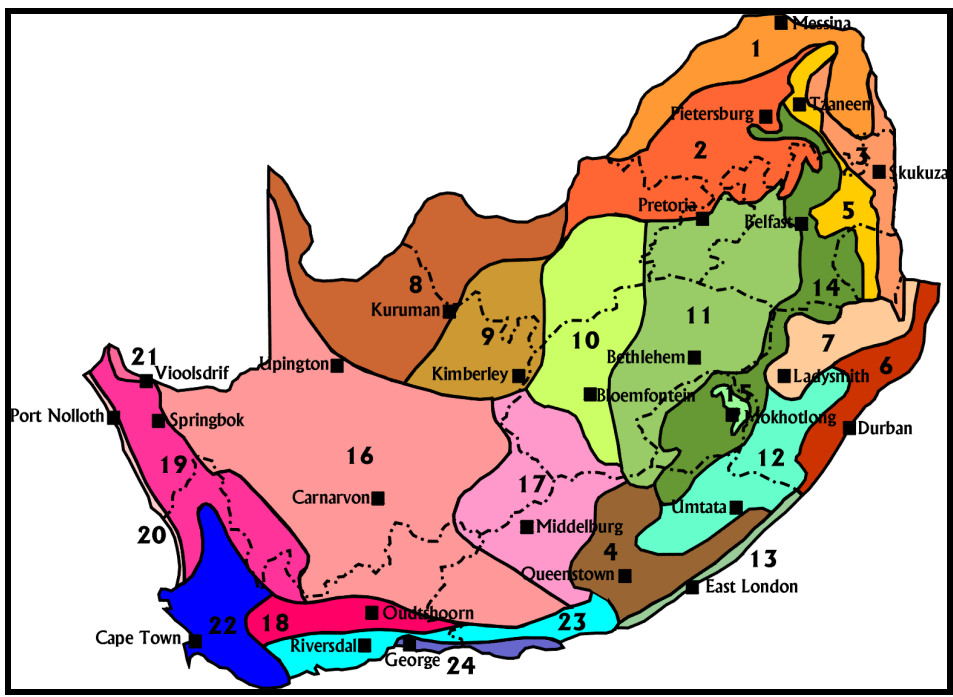 Messina
1
Tzaneen
Pietersburg
2
3
Skukuza
Pretoria
Belfast
5
8
14
Kuruman
9
10
11
7
21
Vioolsdrif
Upington
Kimberley
Bethlehem
Ladysmith
6
Bloemfontein
15
Port Nolloth
Springbok
Mokhotlong
Durban
19
16
12
17
Carnarvon
Umtata
20
Middelburg
4
13
Queenstown
East London
22
18
Oudtshoorn
23
Cape Town
Riversdal
George
24